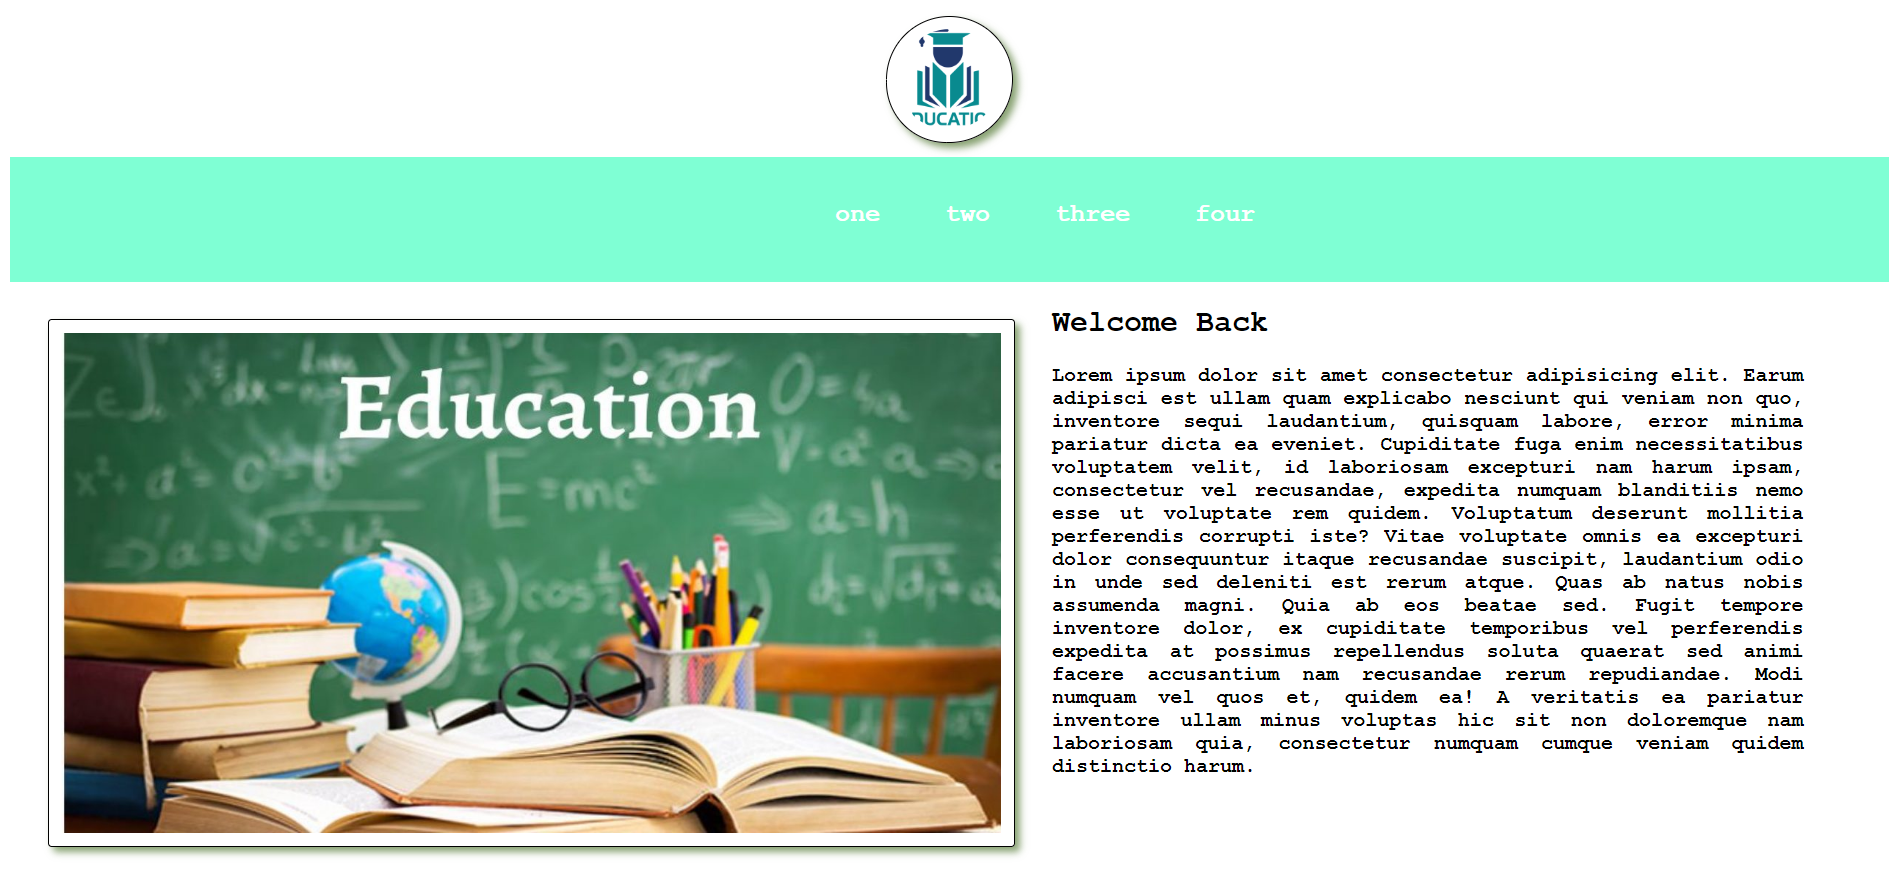 DUCATIC
one two three four
Welcome Back
Education
E=mc²
a=h
Lorem ipsum dolor sit amet consectetur adipisicing elit. Earum
adipisci est ullam quam explicabo nesciunt qui veniam non quo,
inventore sequi laudantium, quisquam labore, error minima
pariatur dicta ea eveniet. Cupiditate fuga enim necessitatibus
voluptatem velit, id laboriosam excepturi nam harum ipsam,
consectetur vel recusandae, expedita numquam blanditiis nemo
esse ut voluptate rem quidem. Voluptatum deserunt mollitia
perferendis corrupti iste? Vitae voluptate omnis ea excepturi
dolor consequuntur itaque recusandae suscipit, laudantium odio
in unde sed deleniti est rerum atque. Quas ab natus nobis
assumenda magni. Quia ab eos beatae sed. Fugit tempore
inventore dolor, ex cupiditate temporibus vel perferendis
expedita at possimus repellendus soluta quaerat sed animi
facere accusantium nam recusandae rerum repudiandae. Modi
numquam vel quos et, quidem ea! A veritatis ea pariatur
inventore ullam minus voluptas hic sit non doloremque nam
laboriosam quia, consectetur numquam cumque veniam quidem
distinctio harum.